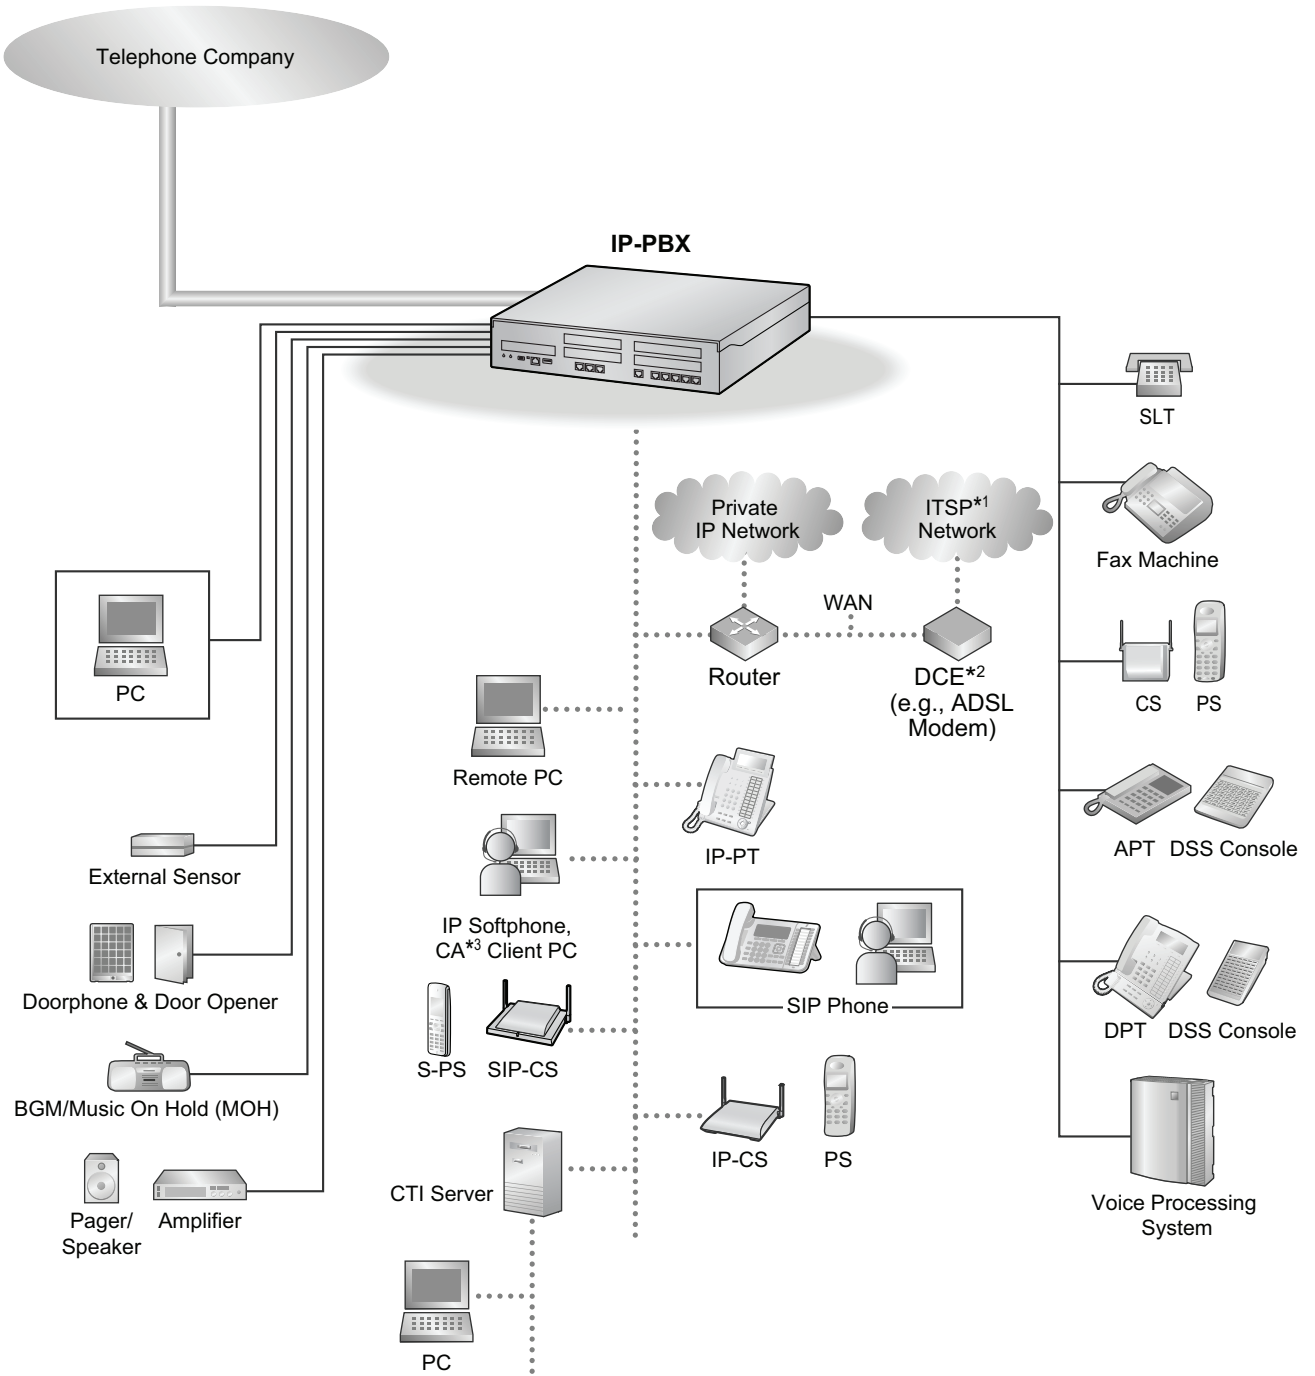 Telephone Company
IP-PBX
SLT
Private
IP Network
ITSP*1
Network
Fax Machine
WAN
PC
Router
DCE*2
(e.g., ADSL
Modem)
CS PS
Remote PC
IP-PT
APT DSS Console
External Sensor
IP Softphone,
CA*3 Client PC
Doorphone & Door Opener
SIP Phone
DPT DSS Console
S-PS SIP-CS
BGM/Music On Hold (MOH)
IP-CS PS
CTI Server
Pager/
Speaker
Amplifier
Voice Processing
System
PC